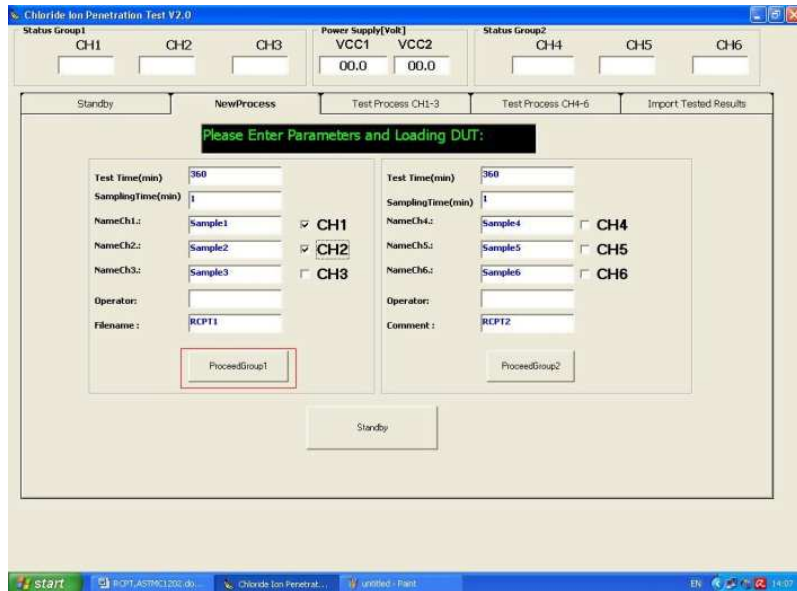 Chloride Ion Penetration Test V2.0
Status Group1
CH1 CH2 CH3
Power Supply[Volt]
VCC1 VCC2
00.0 00.0
Status Group2
CH4 CH5 CH6
Standby NewProcess Test Process CH1-3 Test Process CH4-6 Import Tested Results
Please Enter Parameters and Loading DUT:
Test Time(min) 360
SamplingTime(min) 1
NameCh1.: Sample1 CH1
NameCh2.: Sample2 CH2
NameCh3.: Sample3 CH3
Operator:
Filename : RCPT1
ProceedGroup1
Test Time(min) 360
SamplingTime(min) 1
NameCh4.: Sample4 CH4
NameCh5.: Sample5 CH5
NameCh6.: Sample6 CH6
Operator:
Comment : RCPT2
ProceedGroup2
Standby
start RCPT,ASTMC1202.do... Chloride Ion Penetrat... untitled - Paint EN 14:07